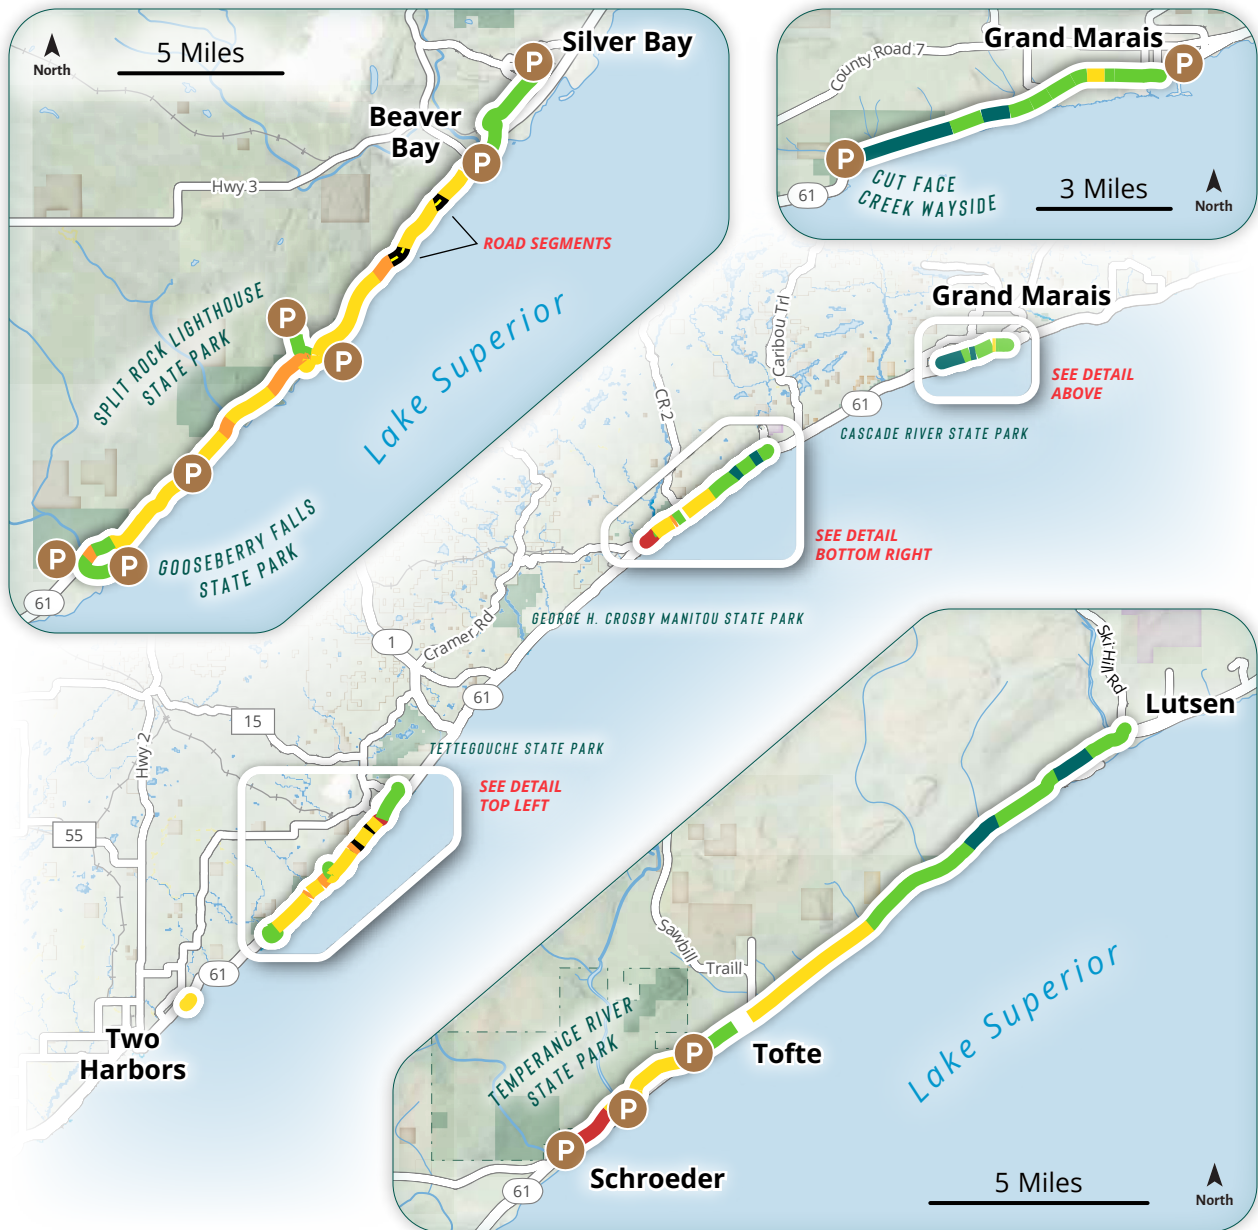 North
5 Miles
Silver Bay
P
Beaver
Bay
P
Hwy 3
ROAD SEGMENTS
SPLIT ROCK LIGHTHOUSE
STATE PARK
P
P
Lake Superior
P
GOOSEBERRY FALLS
STATE PARK
P
P
61
Grand Marais
P
County Road 7
P
61
CUT FACE
CREEK WAYSIDE
3 Miles
North
Grand Marais
SEE DETAIL
ABOVE
Caribou Trl
CR 2
61
CASCADE RIVER STATE PARK
SEE DETAIL
BOTTOM RIGHT
GEORGE H. CROSBY MANITOU STATE PARK
1
Cramer Rd
61
15
Hwy 2
TETTEGOUCHE STATE PARK
SEE DETAIL
TOP LEFT
55
61
Two
Harbors
Ski Hill Rd
Lutsen
Sawbill
Traill
TEMPERANCE RIVER
STATE PARK
P
Tofte
P
P
Schroeder
61
Lake Superior
5 Miles
North